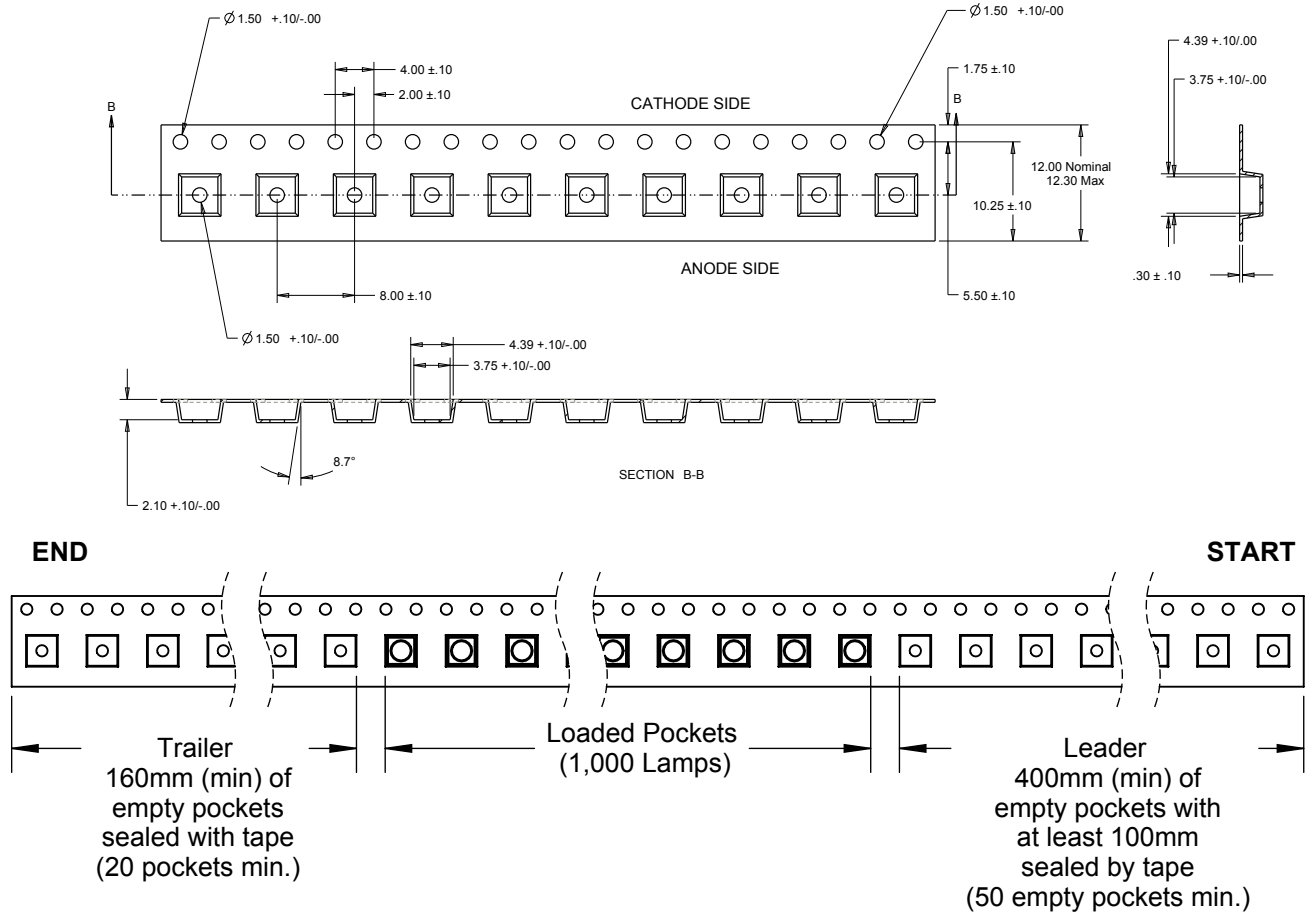 Ø 1.50 +.10/-.00
Ø 1.50 +.10/-00
4.39 +.10/.00
4.00 ±.10
1.75 ±.10
3.75 +.10/-.00
2.00 ±.10
B
CATHODE SIDE
B
12.00 Nominal
12.30 Max
10.25 ±.10
ANODE SIDE
.30 ± .10
8.00 ±.10
5.50 ±.10
Ø 1.50 +.10/-.00
4.39 +.10/-.00
3.75 +.10/-.00
8.7°
SECTION B-B
2.10 +.10/-.00
END
START
Trailer
160mm (min) of
empty pockets
sealed with tape
(20 pockets min.)
Loaded Pockets
(1,000 Lamps)
Leader
400mm (min) of
empty pockets with
at least 100mm
sealed by tape
(50 empty pockets min.)